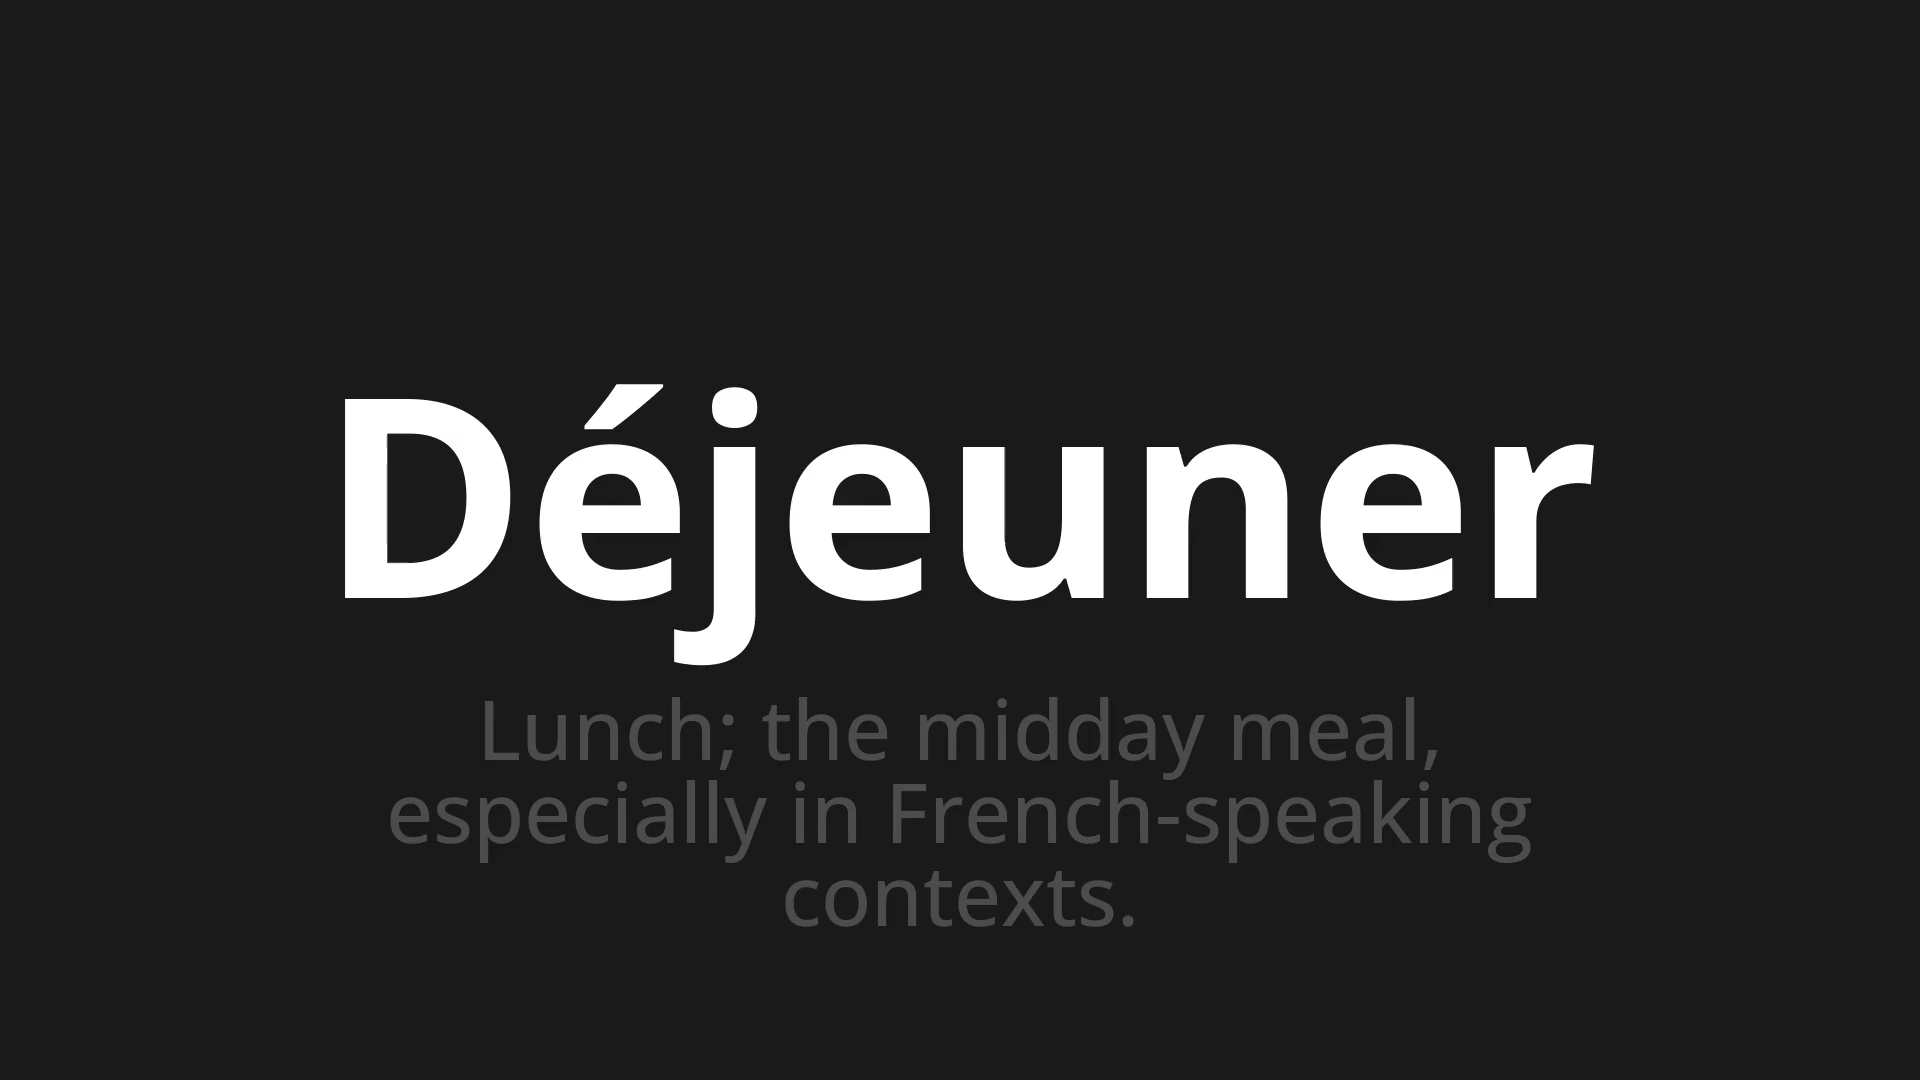 Déjeuner
Lunch; the midday meal,
especially in French-speaking
contexts.